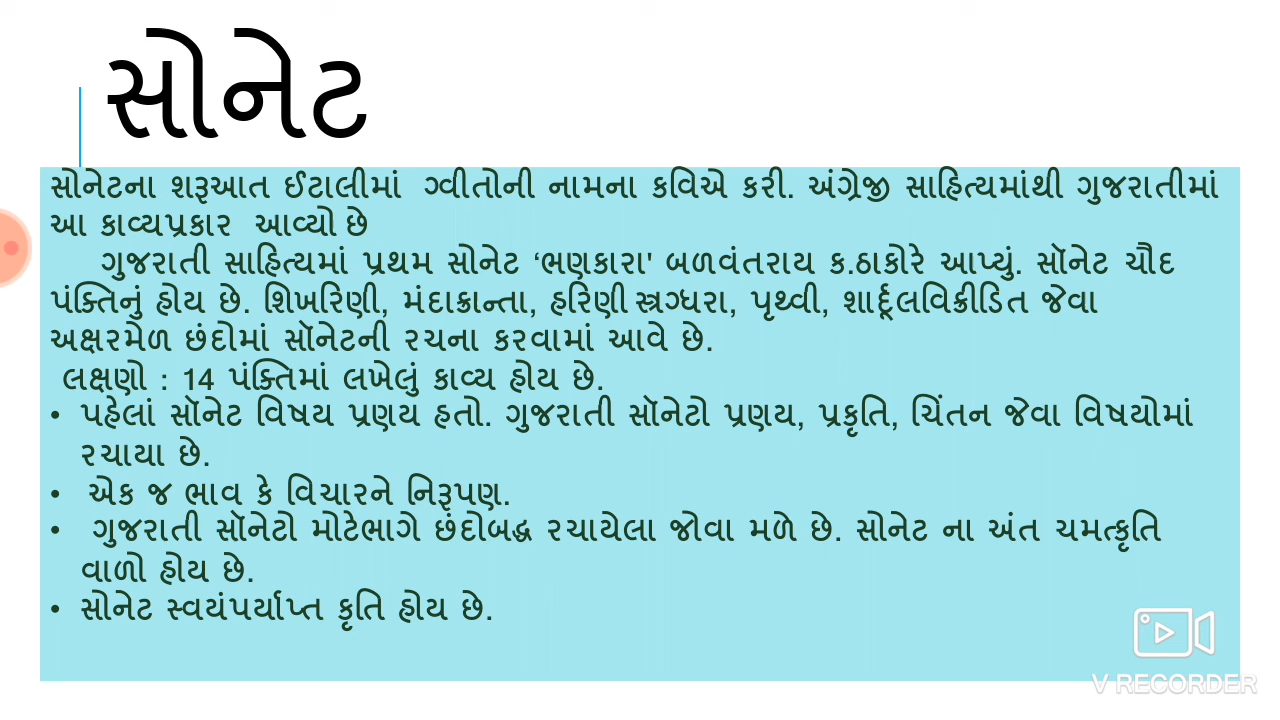 સોનેટ
સોનેટના શરૂઆત ઈટાલીમાં ગ્વીતોની નામના કવિએ કરી. અંગ્રેજી સાહિત્યમાંથી ગુજરાતીમાં
આ કાવ્યપ્રકાર આવ્યો છે
ગુજરાતી સાહિત્યમાં પ્રથમ સોનેટ ‘ભણકારા' બળવંતરાય ક.ઠાકોરે આપ્યું. સૉનેટ ચૌદ
પંક્તિનું હોય છે. શિખરિણી, મંદાક્રાન્તા, હરિણી સ્ત્રગ્ધરા, પૃથ્વી, શાર્દૂલવિક્રીડિત જેવા
અક્ષરમેળ છંદોમાં સૉનેટની રચના કરવામાં આવે છે.
લક્ષણો : 14 પંક્તિમાં લખેલું કાવ્ય હોય છે.
• પહેલાં સૉનેટ વિષય પ્રણય હતો. ગુજરાતી સૉનેટો પ્રણય, પ્રકૃતિ, ચિંતન જેવા વિષયોમાં
રચાયા છે.
• એક જ ભાવ કે વિચારને નિરૂપણ.
• ગુજરાતી સૉનેટો મોટેભાગે છંદોબદ્ધ રચાયેલા જોવા મળે છે. સોનેટ ના અંત ચમત્કૃતિ
વાળો હોય છે.
• સોનેટ સ્વયંપર્યાપ્ત કૃતિ હોય છે.
V RECORDER